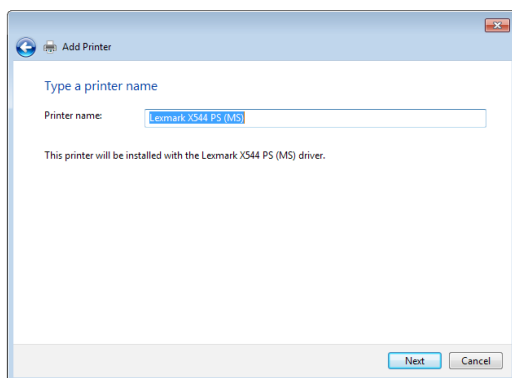 Add Printer
Type a printer name
Printer name: Lexmark X544 PS (MS)
This printer will be installed with the Lexmark X544 PS (MS) driver.
Next Cancel